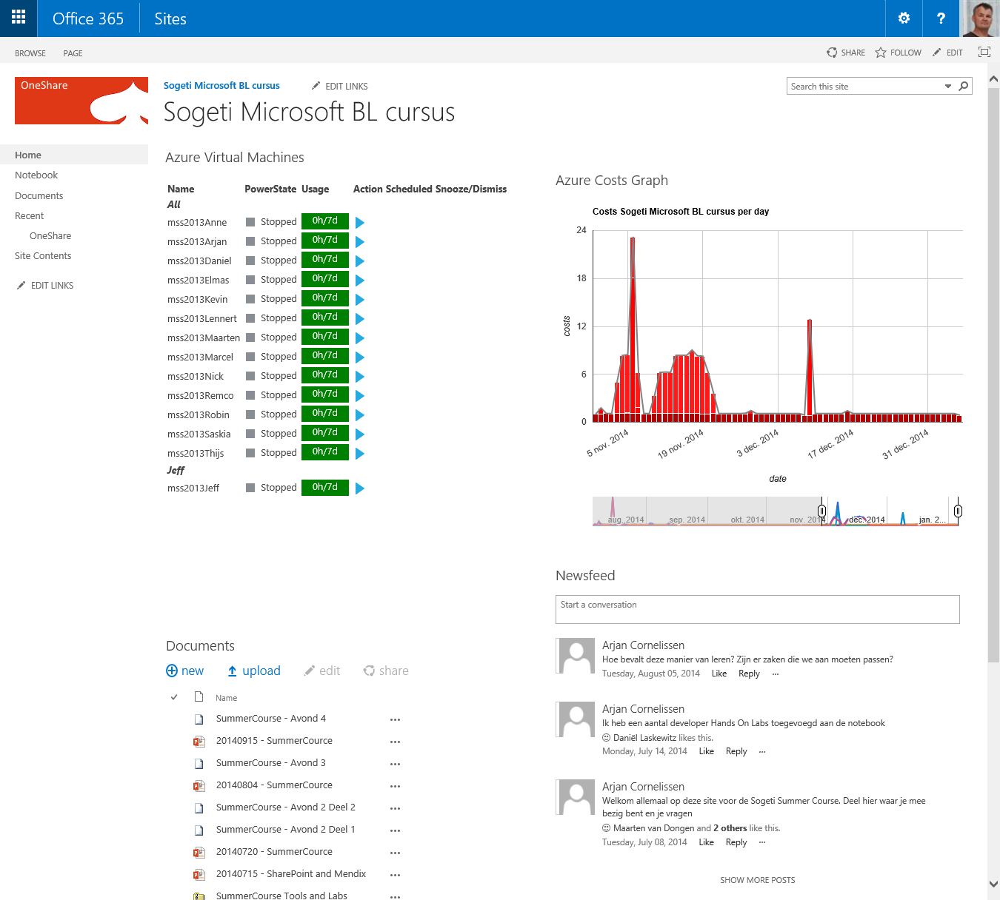 Office 365
Sites
?
BROWSE PAGE
SHARE FOLLOW EDIT
OneShare
Sogeti Microsoft BL cursus
EDIT LINKS
Search this site
Sogeti Microsoft BL cursus
Home
Notebook
Documents
Recent
OneShare
Site Contents
EDIT LINKS
Azure Virtual Machines
Name PowerState Usage Action Scheduled Snooze/Dismiss
All
mss2013Anne Stopped 0h/7d
mss2013Arjan Stopped 0h/7d
mss2013Daniel Stopped 0h/7d
mss2013Elmas Stopped 0h/7d
mss2013Kevin Stopped 0h/7d
mss2013Lennert Stopped 0h/7d
mss2013Maarten Stopped 0h/7d
mss2013Marcel Stopped 0h/7d
mss2013Nick Stopped 0h/7d
mss2013Remco Stopped 0h/7d
mss2013Robin Stopped 0h/7d
mss2013Saskia Stopped 0h/7d
mss2013Thijs Stopped 0h/7d
Jeff
mss2013Jeff Stopped 0h/7d
Azure Costs Graph
Costs Sogeti Microsoft BL cursus per day
24
18
12
6
0
costs
5 nov. 2014
19 nov. 2014
3 dec. 2014
17 dec. 2014
31 dec. 2014
date
aug. 2014
sep. 2014
okt. 2014
nov. 2014
dec. 2014
jan. 2...
Newsfeed
Start a conversation
Arjan Cornelissen
Hoe bevalt deze manier van leren? Zijn er zaken die we aan moeten passen?
Tuesday, August 05, 2014 Like Reply ...
Arjan Cornelissen
Ik heb een aantal developer Hands On Labs toegevoegd aan de notebook
Daniël Laskewitz likes this.
Monday, July 14, 2014 Like Reply ...
Arjan Cornelissen
Welkom allemaal op deze site voor de Sogeti Summer Course. Deel hier waar je mee
bezig bent en je vragen
Maarten van Dongen and 2 others like this.
Tuesday, July 08, 2014 Like Reply ...
SHOW MORE POSTS
Documents
new upload edit share
Name
SummerCourse - Avond 4 ...
20140915 - SummerCource ...
SummerCourse - Avond 3 ...
20140804 - SummerCource ...
SummerCourse - Avond 2 Deel 2 ...
SummerCourse - Avond 2 Deel 1 ...
20140720 - SummerCource ...
20140715 - SharePoint and Mendix ...
SummerCourse Tools and Labs ...